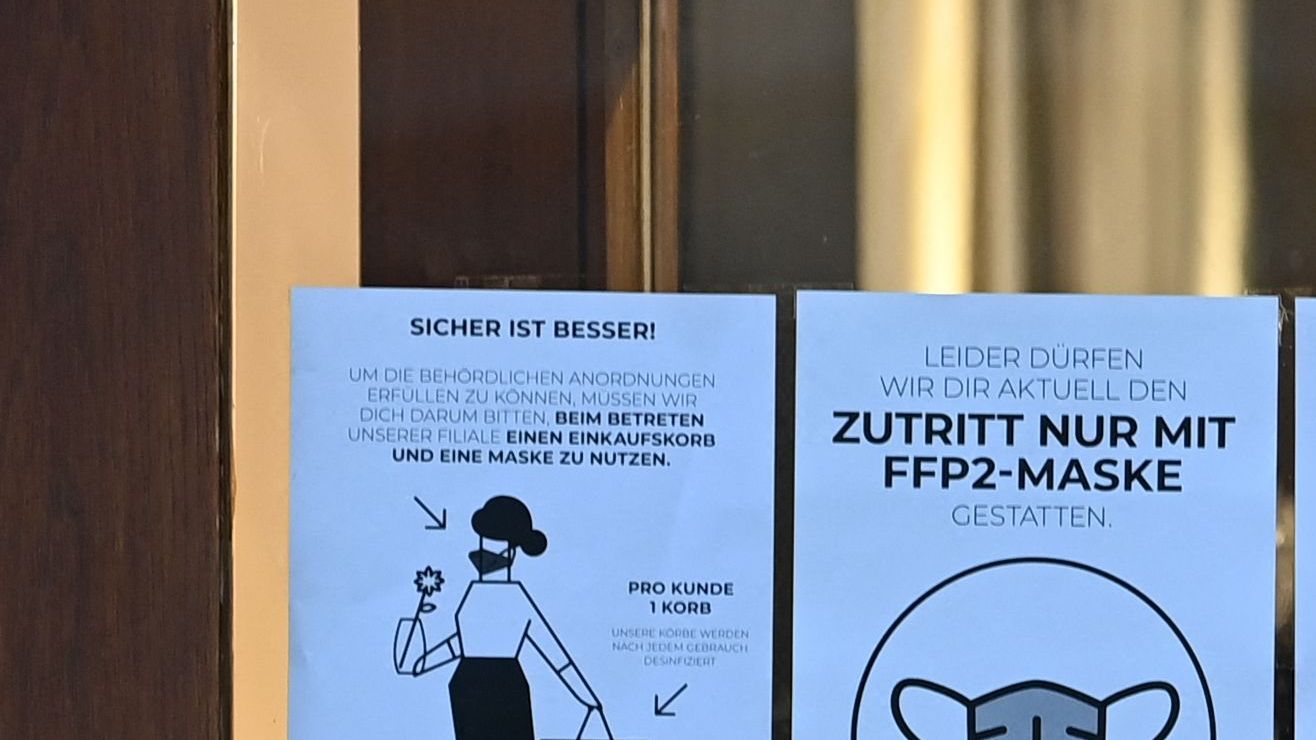 SICHER IST BESSER!
UM DIE BEHÖRDLICHEN ANORDNUNGEN
ERFÜLLEN ZU KÖNNEN, MÜSSEN WIR
DICH DARUM BITTEN, BEIM BETRETEN
UNSERER FILIALE EINEN EINKAUFSKORB
UND EINE MASKE ZU NUTZEN.
PRO KUNDE
1 KORB
UNSERE KÖRBE WERDEN
NACH JEDEM GEBRAUCH
DESINFIZIERT
LEIDER DÜRFEN
WIR DIR AKTUELL DEN
ZUTRITT NUR MIT
FFP2-MASKE
GESTATTEN.